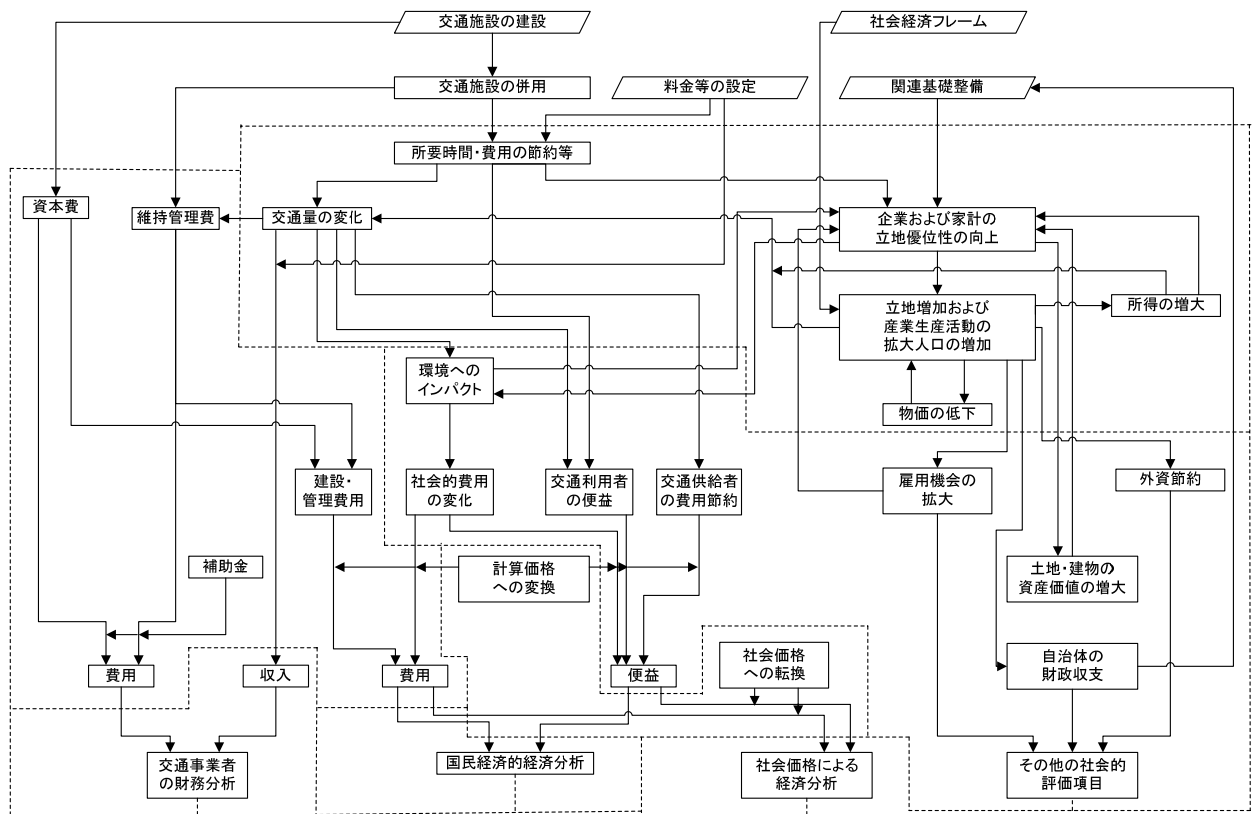 交通施設の建設
社会経済フレーム
交通施設の併用
料金等の設定
関連基礎整備
所要時間・費用の節約等
資本費
維持管理費
交通量の変化
企業および家計の
立地優位性の向上
立地増加および
産業生産活動の
拡大人口の増加
所得の増大
環境への
インパクト
物価の低下
建設・
管理費用
社会的費用
の変化
交通利用者
の便益
交通供給者
の費用節約
雇用機会の
拡大
外資節約
補助金
計算価格
への変換
土地・建物の
資産価値の増大
費用
収入
費用
便益
社会価格
への転換
自治体の
財政収支
交通事業者
の財務分析
国民経済的経済分析
社会価格による
経済分析
その他の社会的
評価項目